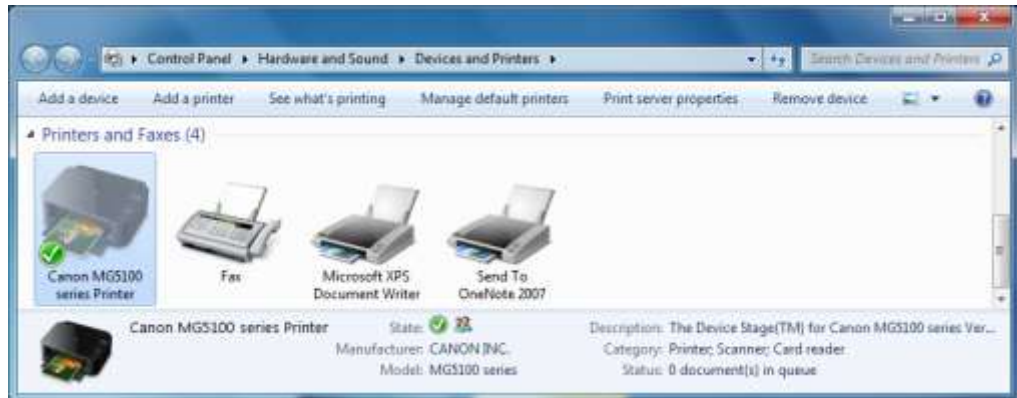 Control Panel ▸ Hardware and Sound ▸ Devices and Printers ▸ Search Devices and Printers
Add a device Add a printer See what's printing Manage default printers Print server properties Remove device
Printers and Faxes (4)
Canon MG5100 series Printer
Fax
Microsoft XPS Document Writer
Send To OneNote 2007
Canon MG5100 series Printer State: Description: The Device Stage(TM) for Canon MG5100 series Ver...
Manufacturer: CANON INC. Category: Printer; Scanner; Card reader
Model: MG5100 series Status: 0 document(s) in queue